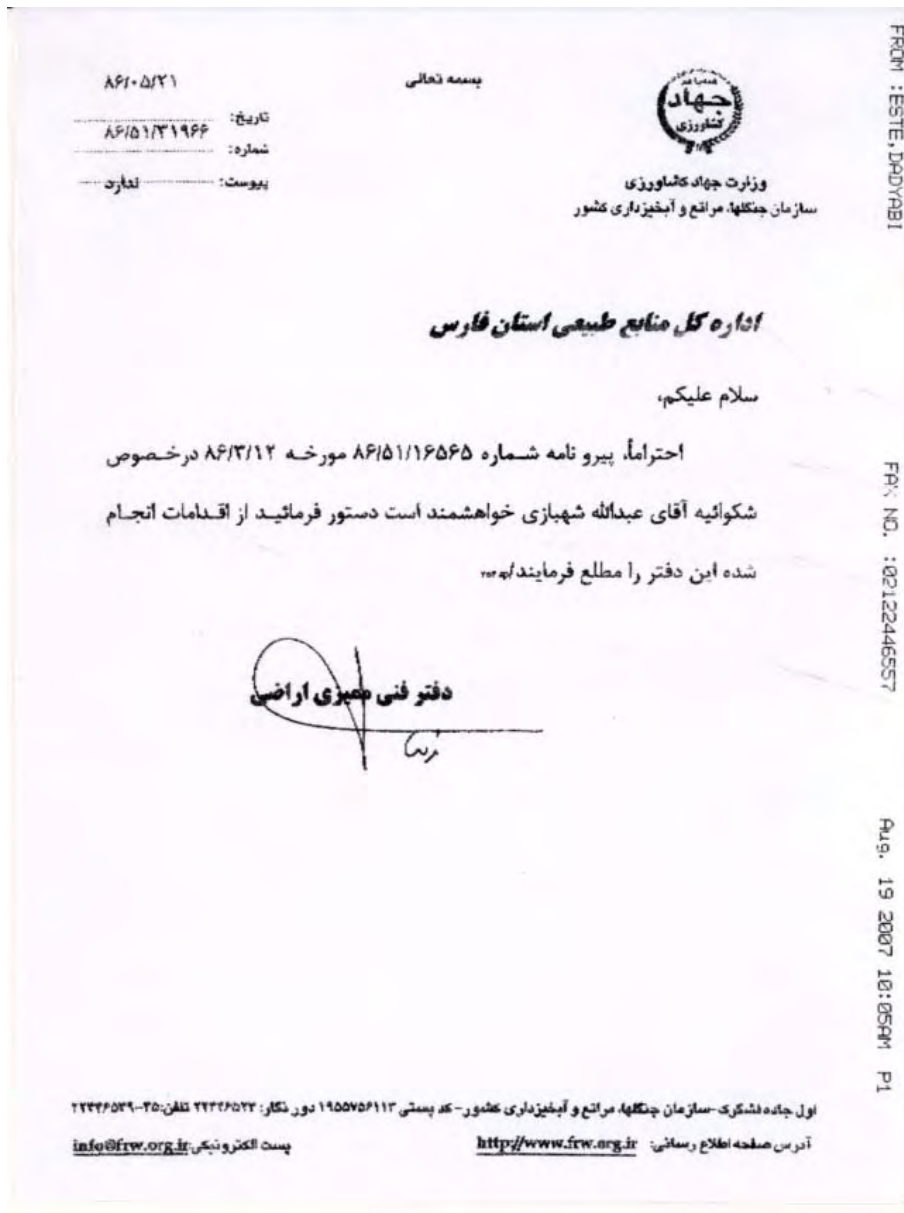 بسمه تعالی
۸۶/۰۵/۲۱
تاریخ:
۸۶/۵۱/۳۱۹۶۶
شماره:
پیوست: ندارد
جهاد
کشاورزی
وزارت جهاد کشاورزی
سازمان جنگلها، مراتع و آبخیزداری کشور
اداره کل منابع طبیعی استان فارس
سلام علیکم،
احتراماً، پیرو نامه شماره ۸۶/۵۱/۱۶۵۶۵ مورخه ۸۶/۳/۱۲ درخصوص
شکوائیه آقای عبدالله شهبازی خواهشمند است دستور فرمائید از اقدامات انجام
شده این دفتر را مطلع فرمایند/
دفتر فنی ممیزی اراضی
اول جاده لشکرک -سازمان جنگلها، مراتع و آبخیزداری کشور- کد پستی ۱۹۵۵۷۵۶۱۱۳ دور نگار: ۲۲۴۴۶۵۲۳ تلفن:۳۵-۲۲۴۴۶۵۳۹
آدرس صفحه اطلاع رسانی: http://www.frw.org.ir پست الکترونیکی:info@frw.org.ir
FROM :ESTE,DADYABI FAX NO. :02122446557 Aug. 19 2007 10:05AM P1